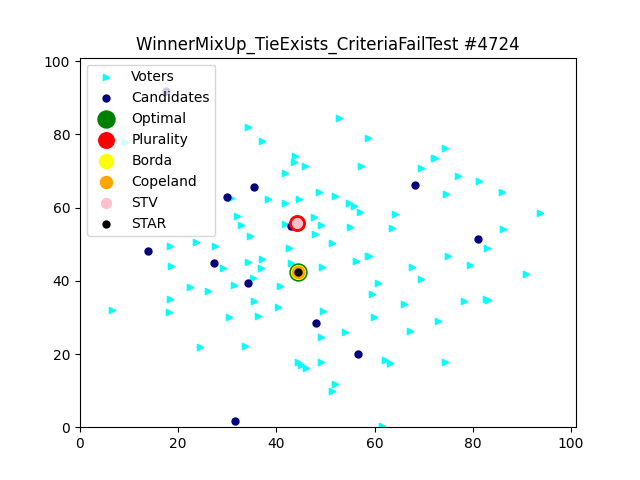 WinnerMixUp_TieExists_CriteriaFailTest #4724
100
80
60
40
20
0
0 20 40 60 80 100
Voters
Candidates
Optimal
Plurality
Borda
Copeland
STV
STAR